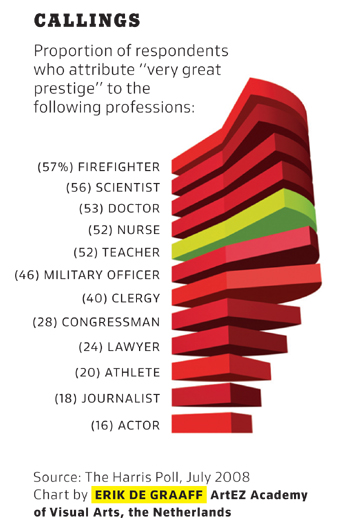 CALLINGS
Proportion of respondents
who attribute "very great
prestige" to the
following professions:
(57%) FIREFIGHTER
(56) SCIENTIST
(53) DOCTOR
(52) NURSE
(52) TEACHER
(46) MILITARY OFFICER
(40) CLERGY
(28) CONGRESSMAN
(24) LAWYER
(20) ATHLETE
(18) JOURNALIST
(16) ACTOR
Source: The Harris Poll, July 2008
Chart by ERIK DE GRAAFF ArtEZ Academy
of Visual Arts, the Netherlands